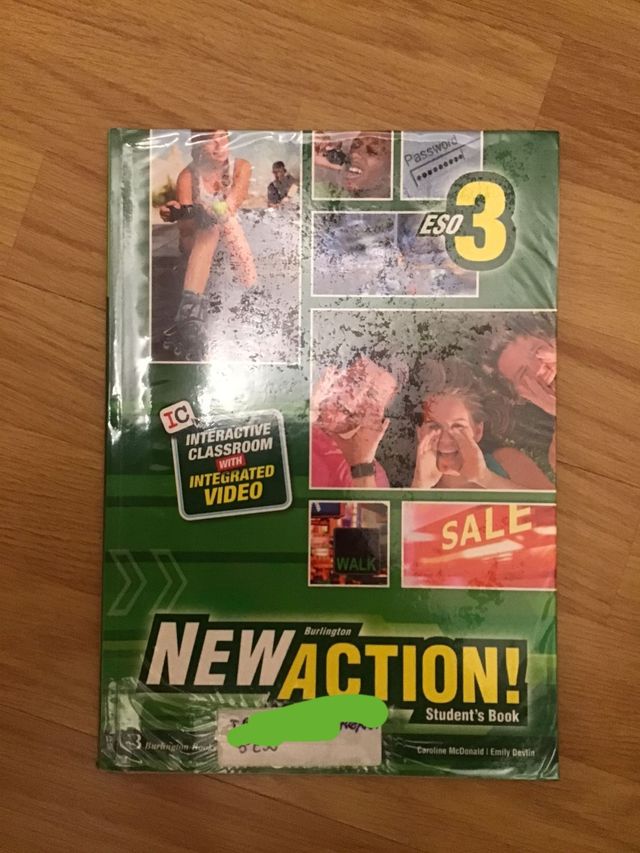 Password
ESO 3
IC
INTERACTIVE
CLASSROOM
WITH
INTEGRATED
VIDEO
SALE
WALK
Burlington
NEW ACTION!
Student's Book
Burlington Books
Caroline McDonald | Emily Devlin